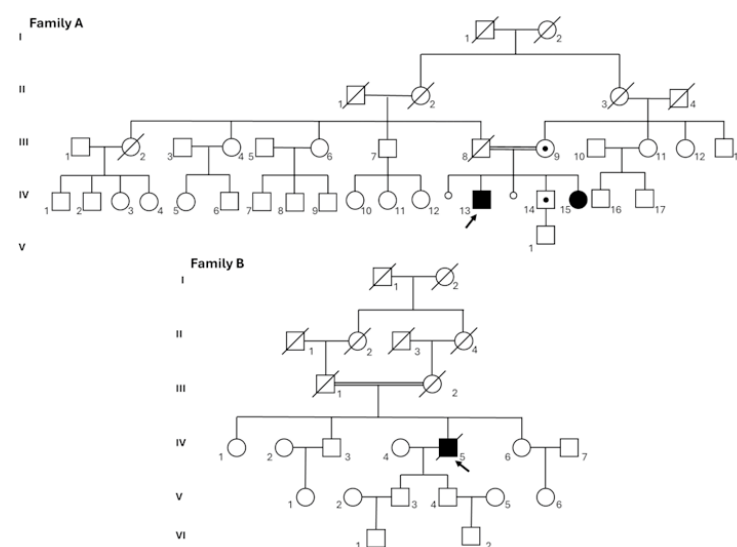 Family A
I
1 2
II
1 2 3 4
III
1 2 3 4 5 6 7 8 9 10 11 12 1
IV
1 2 3 4 5 6 7 8 9 10 11 12 13 14 15 16 17
V
1
Family B
I
1 2
II
1 2 3 4
III
1 2
IV
1 2 3 4 5 6 7
V
1 2 3 4 5 6
VI
1 2